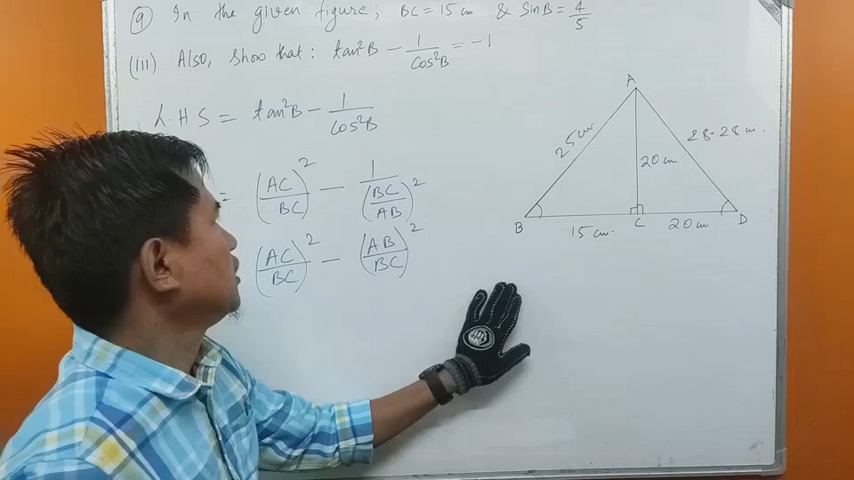 (9) In the given figure; BC = 15 cm & SinB = 4/5
(III) Also, show that : tan²B − 1/Cos²B = −1
L.H.S = tan²B − 1/Cos²B
= (AC/BC)² − 1/(BC/AB)²
(AC/BC)² − (AB/BC)²
A
25 cm
20 cm
28.28 cm.
B
C
D
15 cm.
20 cm.